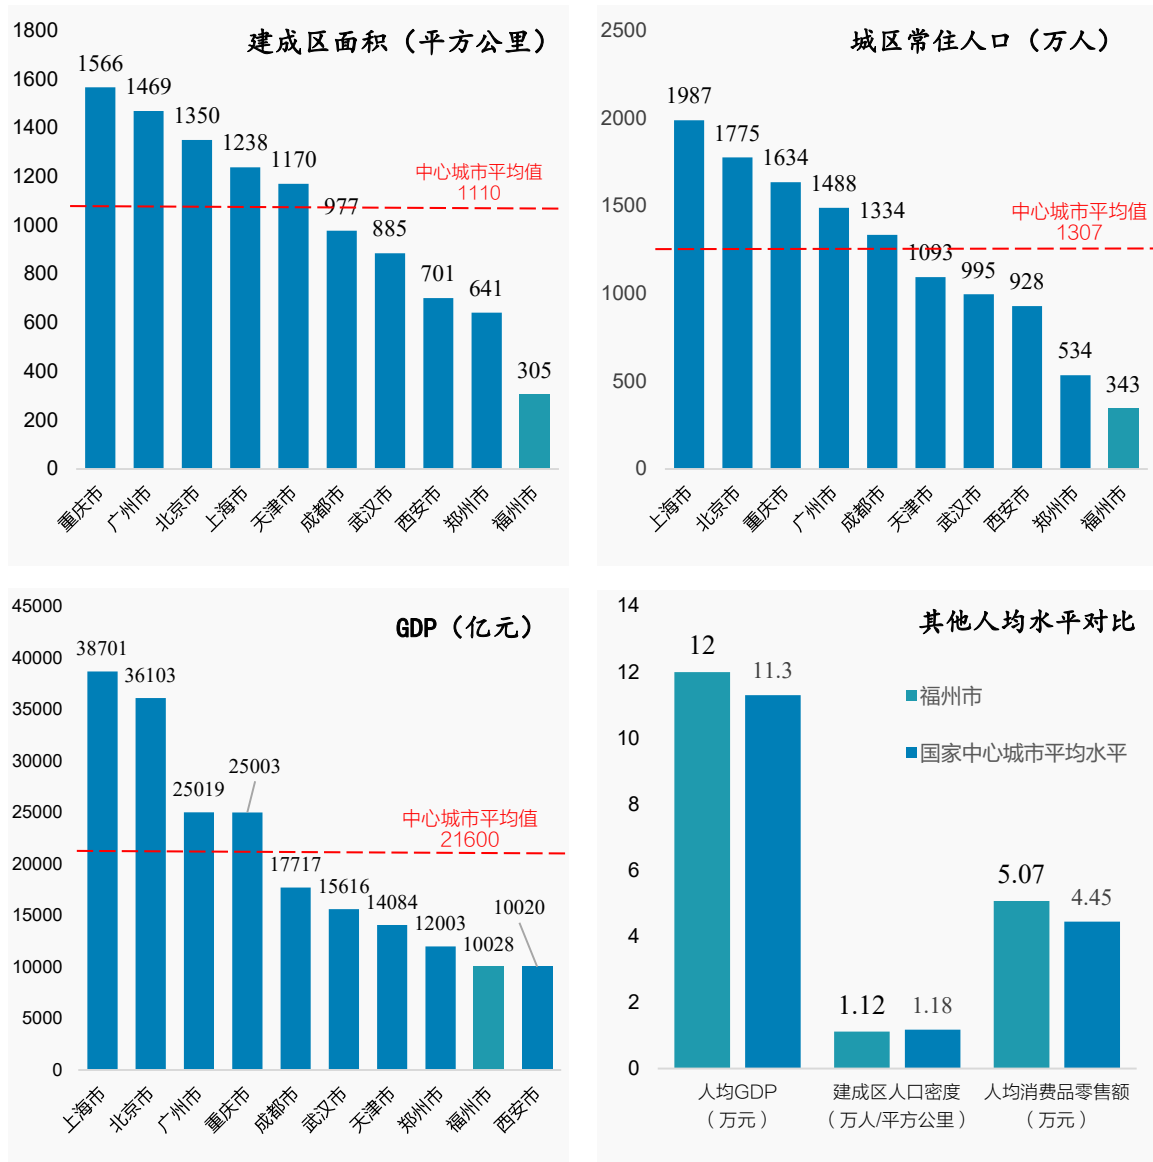 建成区面积（平方公里）
1800
1600
1400
1200
1000
800
600
400
200
0
1566
1469
1350
1238
1170
977
885
701
641
305
中心城市平均值
1110
重庆市
广州市
北京市
上海市
天津市
成都市
武汉市
西安市
郑州市
福州市
城区常住人口（万人）
2500
2000
1500
1000
500
0
1987
1775
1634
1488
1334
1093
995
928
534
343
中心城市平均值
1307
上海市
北京市
重庆市
广州市
成都市
天津市
武汉市
西安市
郑州市
福州市
GDP（亿元）
45000
40000
35000
30000
25000
20000
15000
10000
5000
0
38701
36103
25019
25003
17717
15616
14084
12003
10028
10020
中心城市平均值
21600
上海市
北京市
广州市
重庆市
成都市
武汉市
天津市
郑州市
福州市
西安市
其他人均水平对比
14
12
10
8
6
4
2
0
12
11.3
1.12
1.18
5.07
4.45
福州市
国家中心城市平均水平
人均GDP
（万元）
建成区人口密度
（万人/平方公里）
人均消费品零售额
（万元）